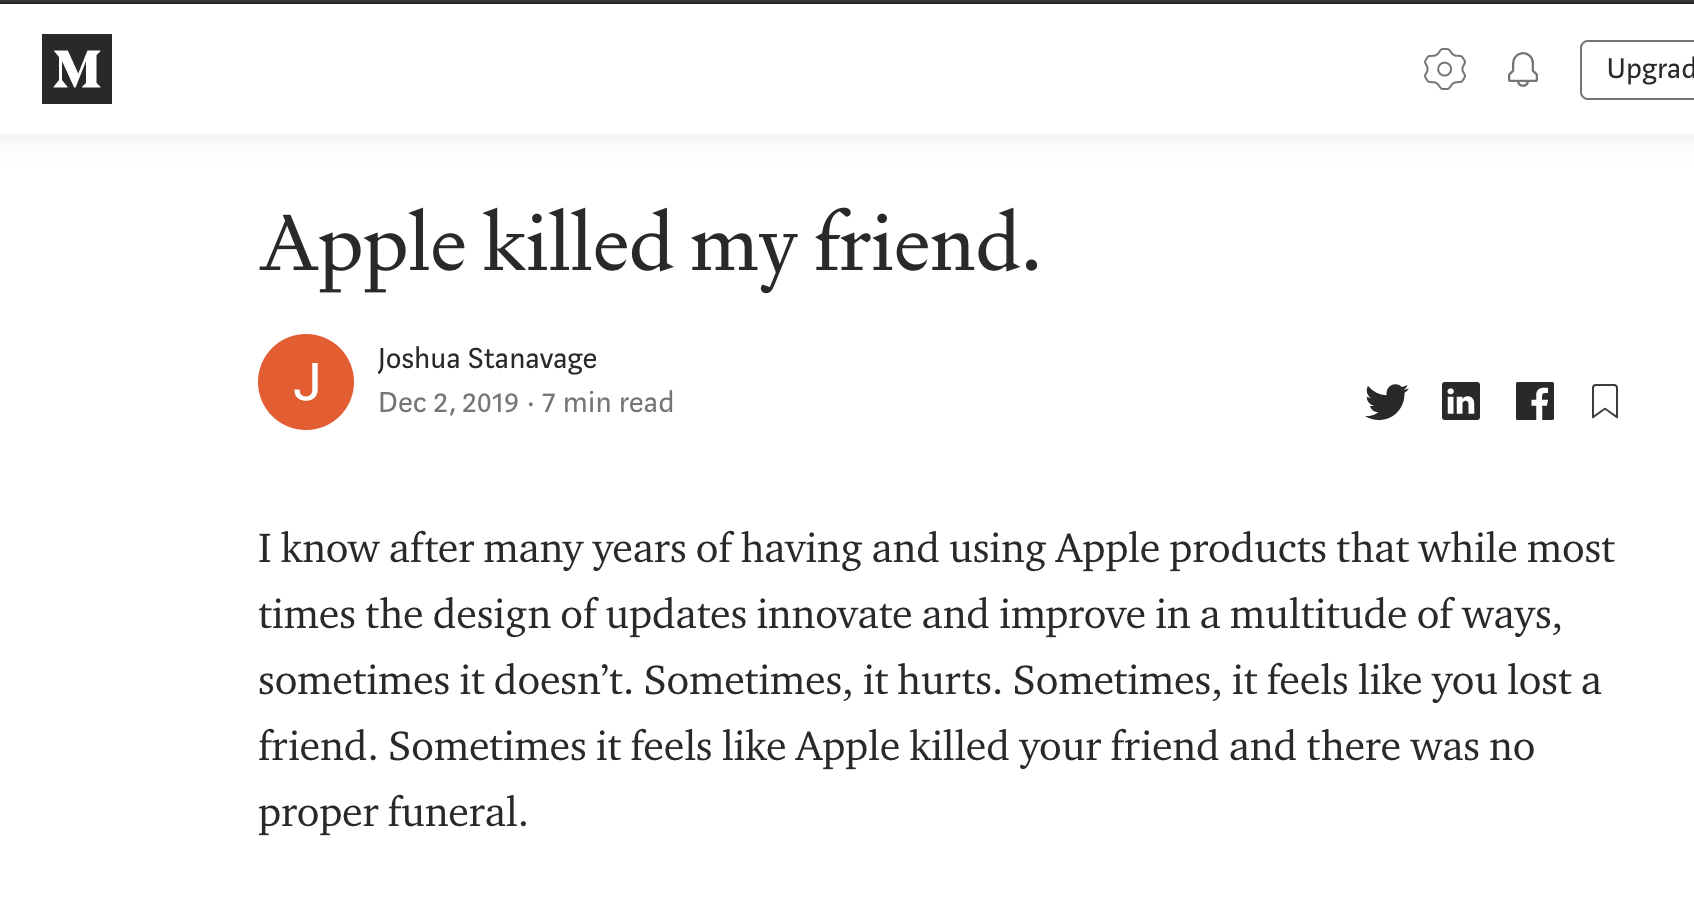 M
Upgrad
Apple killed my friend.
J
Joshua Stanavage
Dec 2, 2019 · 7 min read
in
I know after many years of having and using Apple products that while most
times the design of updates innovate and improve in a multitude of ways,
sometimes it doesn’t. Sometimes, it hurts. Sometimes, it feels like you lost a
friend. Sometimes it feels like Apple killed your friend and there was no
proper funeral.